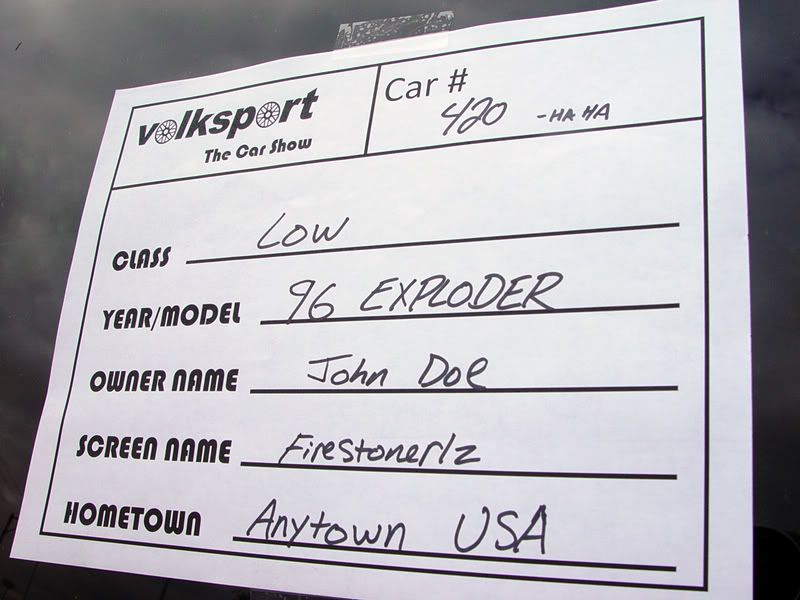 volksport
The Car Show
Car #
420 -HA HA
CLASS LOW
YEAR/MODEL 96 EXPLODER
OWNER NAME John Doe
SCREEN NAME Firestonerlz
HOMETOWN Anytown USA